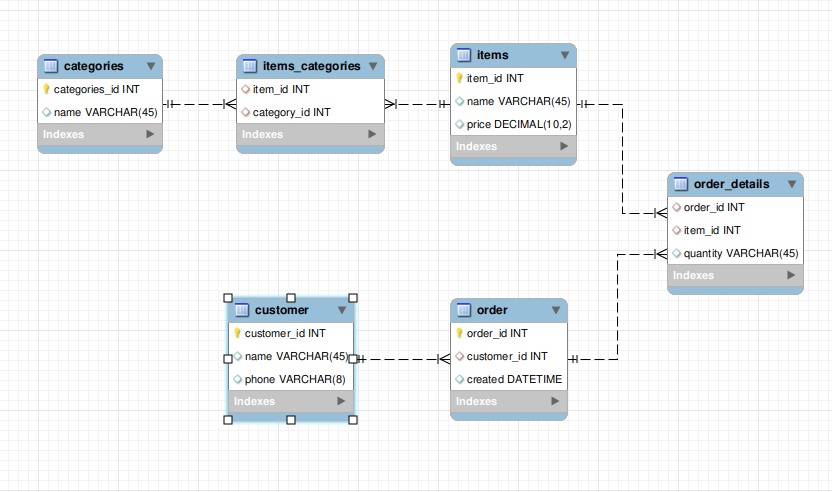 categories
categories_id INT
name VARCHAR(45)
Indexes
items_categories
item_id INT
category_id INT
Indexes
items
item_id INT
name VARCHAR(45)
price DECIMAL(10,2)
Indexes
order_details
order_id INT
item_id INT
quantity VARCHAR(45)
Indexes
customer
customer_id INT
name VARCHAR(45)
phone VARCHAR(8)
Indexes
order
order_id INT
customer_id INT
created DATETIME
Indexes